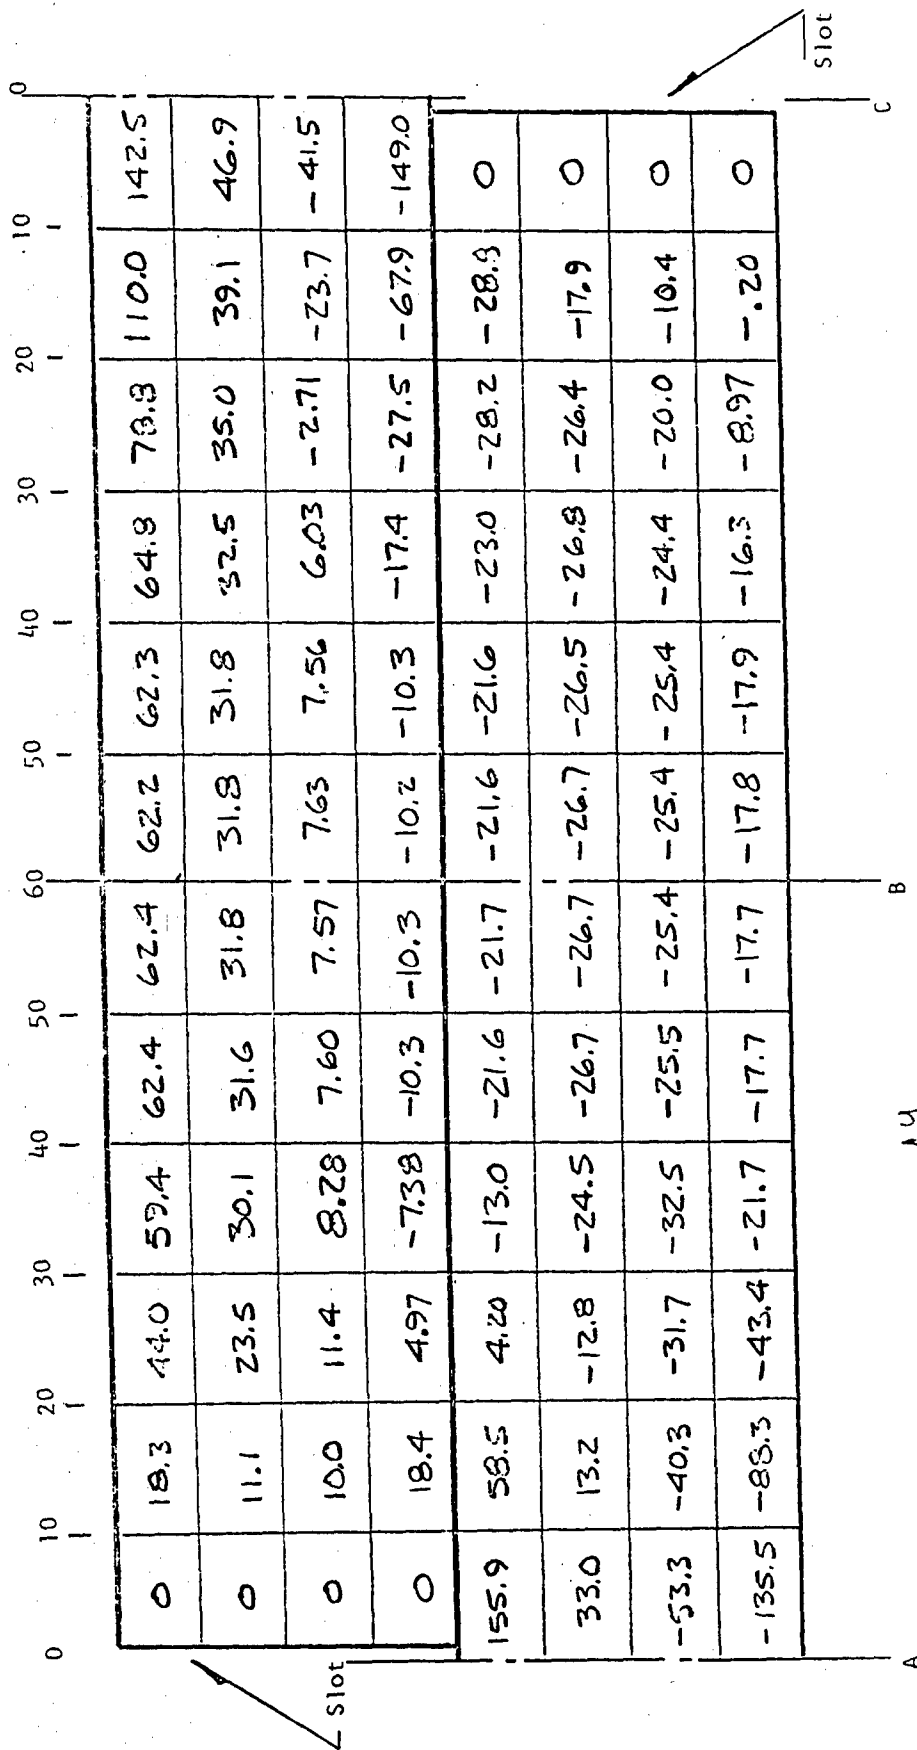 0 10 20 30 40 50 60 50 40 30 20 10 0
0 18.3 44.0 59.4 62.4 62.4 62.2 62.3 64.8 78.8 110.0 142.5
0 11.1 23.5 30.1 31.6 31.8 31.8 31.8 32.5 35.0 39.1 46.9
0 10.0 11.4 8.28 7.60 7.57 7.63 7.56 6.03 -2.71 -23.7 -41.5
0 18.4 4.97 -7.38 -10.3 -10.3 -10.2 -10.3 -17.4 -27.5 -67.9 -149.0
Slot
155.9 58.5 4.20 -13.0 -21.6 -21.7 -21.6 -21.6 -23.0 -28.2 -28.9 0
33.0 13.2 -12.8 -24.5 -26.7 -26.7 -26.7 -26.5 -26.8 -26.4 -17.9 0
-53.3 -40.3 -31.7 -32.5 -25.5 -25.4 -25.4 -25.4 -24.4 -20.0 -10.4 0
-135.5 -88.3 -43.4 -21.7 -17.7 -17.7 -17.8 -17.9 -16.3 -8.97 -.20 0
Slot
A B C